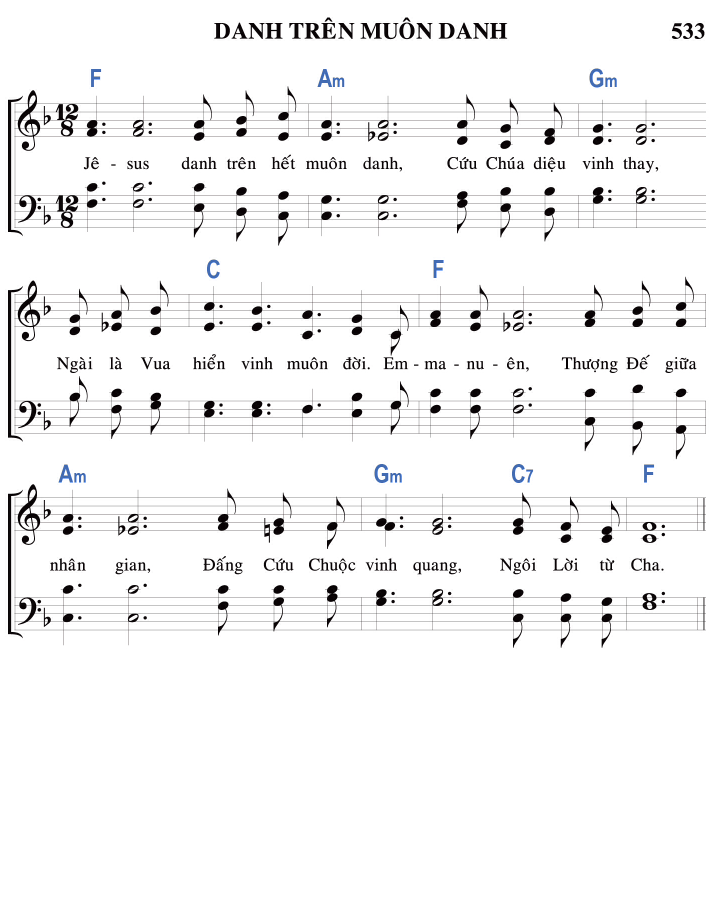 DANH TRÊN MUÔN DANH 533
F Am Gm
12 8
Jê - sus danh trên hết muôn danh, Cứu Chúa diệu vinh thay,
12 8
C F
Ngài là Vua hiển vinh muôn đời. Em - ma - nu - ên, Thượng Đế giữa
Am Gm C7 F
nhân gian, Đấng Cứu Chuộc vinh quang, Ngôi Lời từ Cha.